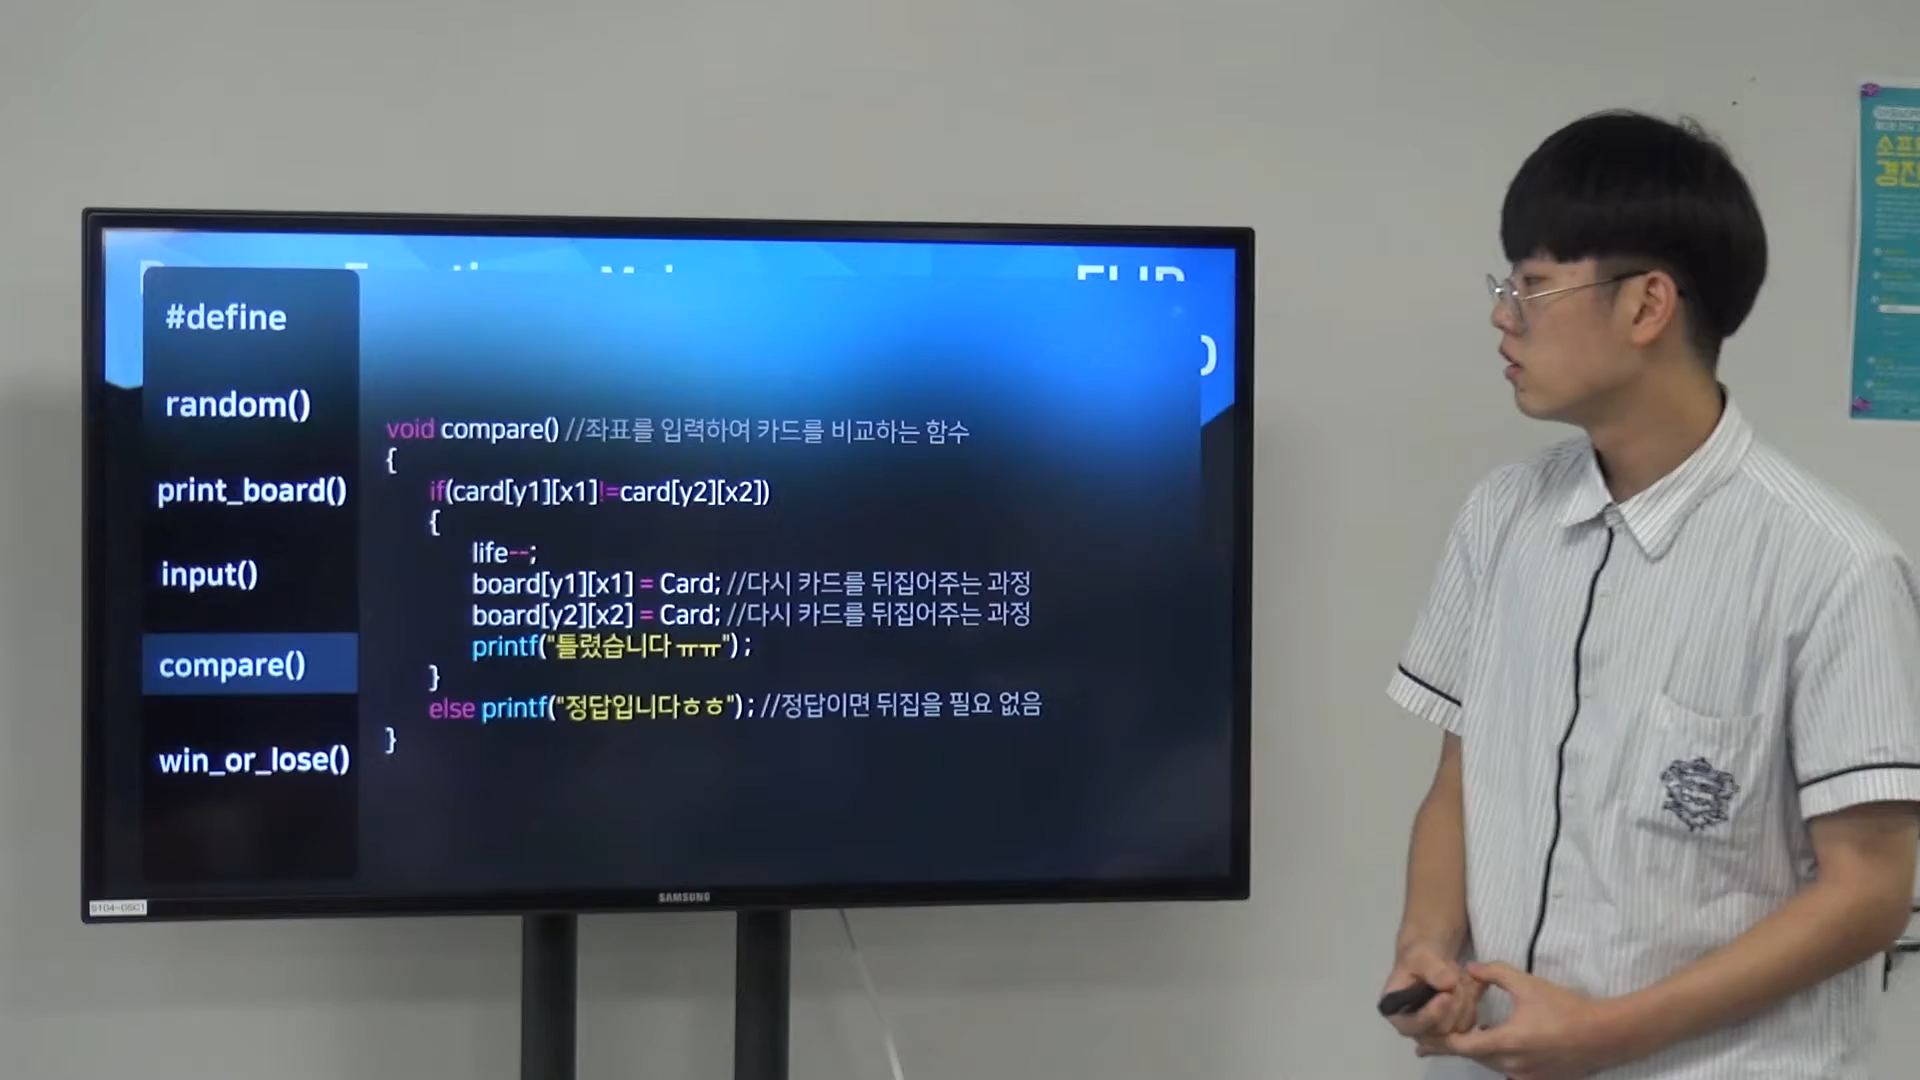 #define
random()
print_board()
input()
compare()
win_or_lose()
void compare() //좌표를 입력하여 카드를 비교하는 함수
{
if(card[y1][x1]!=card[y2][x2])
{
life--;
board[y1][x1] = Card; //다시 카드를 뒤집어주는 과정
board[y2][x2] = Card; //다시 카드를 뒤집어주는 과정
printf("틀렸습니다 ㅠㅠ") ;
}
else printf("정답입니다ㅎㅎ") ; //정답이면 뒤집을 필요 없음
}
SAMSUNG